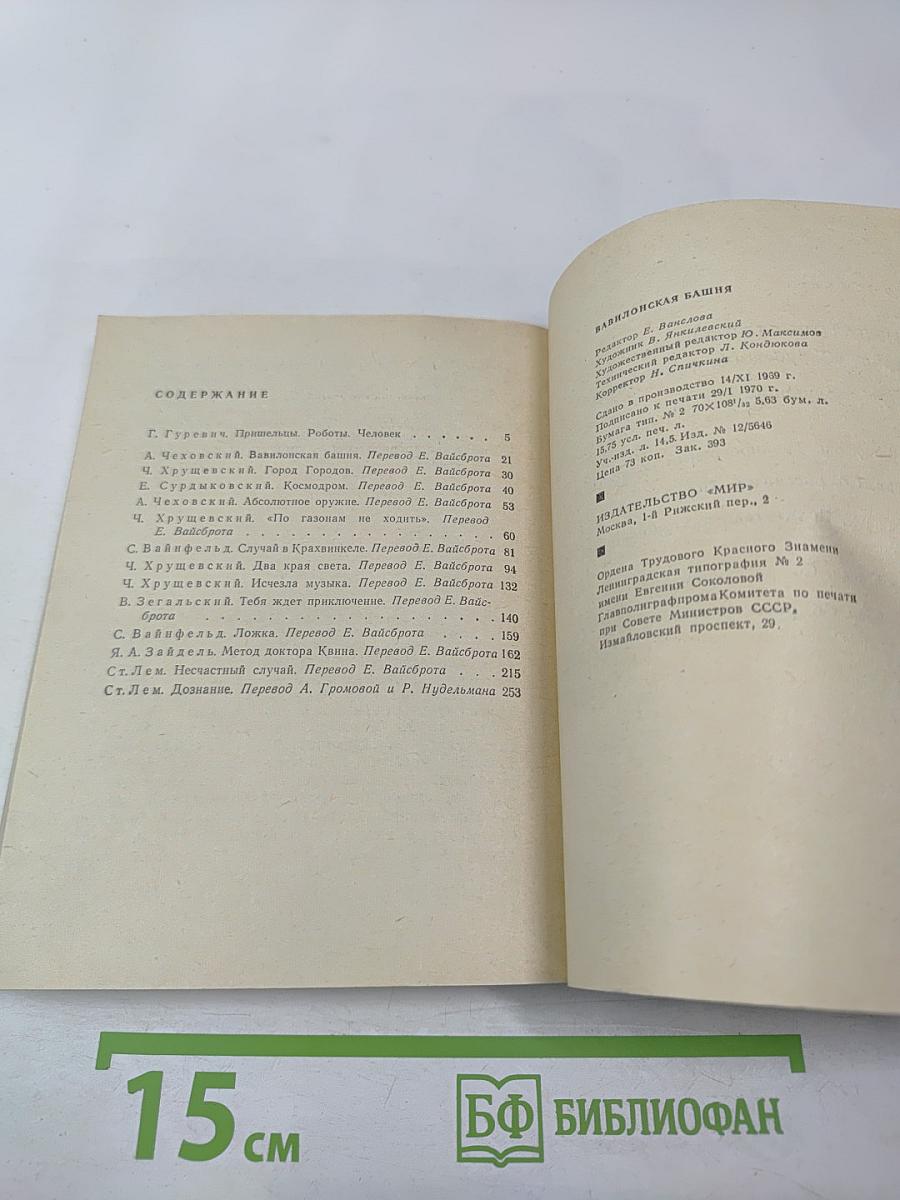 СОДЕРЖАНИЕ
Г. Гуревич. Пришельцы. Роботы. Человек . . . . . . 5
А. Чеховский. Вавилонская башня. Перевод Е. Вайсброта 21
Ч. Хрущевский. Город Городов. Перевод Е. Вайсброта 30
Е. Сурдыковский. Космодром. Перевод Е. Вайсброта 40
А. Чеховский. Абсолютное оружие. Перевод Е. Вайсброта 53
Ч. Хрущевский. «По газонам не ходить». Перевод
Е. Вайсброта . . . . . . . . . . . . . . . 60
С. Вайнфельд. Случай в Крахвинкеле. Перевод Е. Вайсброта 81
Ч. Хрущевский. Два края света. Перевод Е. Вайсброта 94
Ч. Хрущевский. Исчезла музыка. Перевод Е. Вайсброта 132
В. Зегальский. Тебя ждет приключение. Перевод Е. Вайс-
брота . . . . . . . . . . . . . . . . . 140
С. Вайнфельд. Ложка. Перевод Е. Вайсброта . . . . 159
Я. А. Зайдель. Метод доктора Квина. Перевод Е. Вайсброта 162
Ст. Лем. Несчастный случай. Перевод Е. Вайсброта . . . 215
Ст. Лем. Дознание. Перевод А. Громовой и Р. Нудельмана 253
ВАВИЛОНСКАЯ БАШНЯ
Редактор Е. Ванслова
Художник В. Янкилевский
Художественный редактор Ю. Максимов
Технический редактор Л. Кондюкова
Корректор Н. Спичкина
Сдано в производство 14/XI 1969 г.
Подписано к печати 29/I 1970 г.
Бумага тип. № 2 70×108¹/₃₂ 5,63 бум. л.
15,75 усл. печ. л.
Уч.-изд. л. 14,5. Изд. № 12/5646
Цена 73 коп. Зак. 393
ИЗДАТЕЛЬСТВО «МИР»
Москва, 1-й Рижский пер., 2
Ордена Трудового Красного Знамени
Ленинградская типография № 2
имени Евгении Соколовой
Главполиграфпрома Комитета по печати
при Совете Министров СССР.
Измайловский проспект, 29.
15 см
БФ БИБЛИОФАН